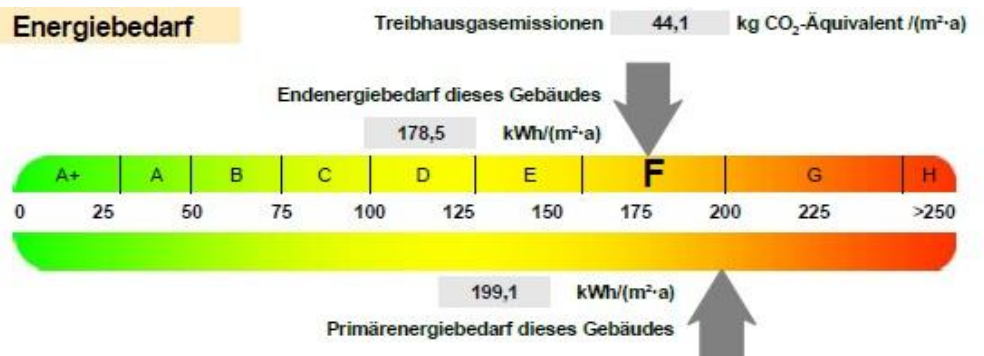 Energiebedarf
Treibhausgasemissionen 44,1 kg CO₂-Äquivalent /(m²·a)
Endenergiebedarf dieses Gebäudes
178,5 kWh/(m²·a)
A+ A B C D E F G H
0 25 50 75 100 125 150 175 200 225 >250
199,1 kWh/(m²·a)
Primärenergiebedarf dieses Gebäudes